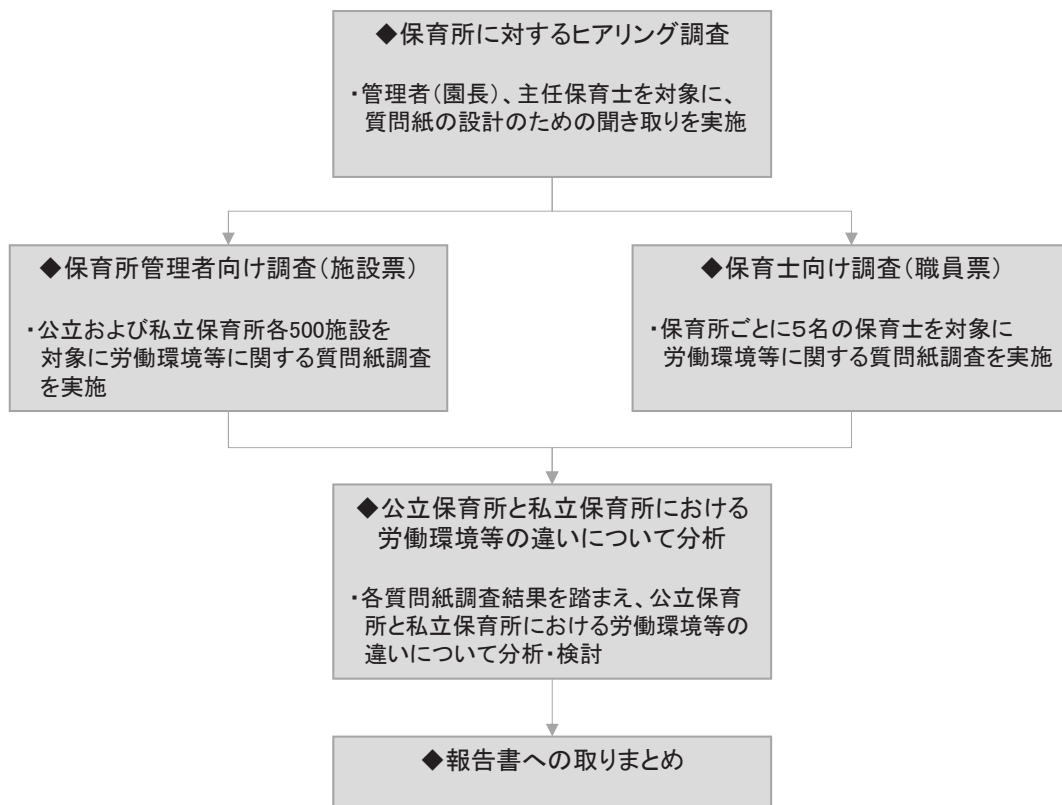 ◆保育所に対するヒアリング調査
・管理者(園長)、主任保育士を対象に、
質問紙の設計のための聞き取りを実施
◆保育所管理者向け調査(施設票)
・公立および私立保育所各500施設を
対象に労働環境等に関する質問紙調査
を実施
◆保育士向け調査(職員票)
・保育所ごとに5名の保育士を対象に
労働環境等に関する質問紙調査を実施
◆公立保育所と私立保育所における
労働環境等の違いについて分析
・各質問紙調査結果を踏まえ、公立保育
所と私立保育所における労働環境等の
違いについて分析・検討
◆報告書への取りまとめ